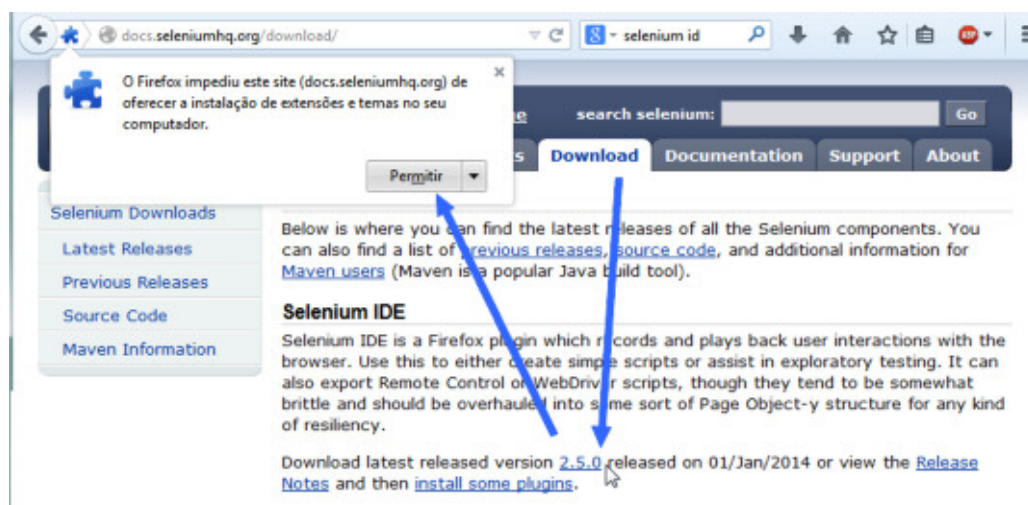 docs.seleniumhq.org/download/
selenium id
O Firefox impediu este site (docs.seleniumhq.org) de
oferecer a instalação de extensões e temas no seu
computador.
Permitir
search selenium:
Go
Download Documentation Support About
Selenium Downloads
Latest Releases
Previous Releases
Source Code
Maven Information
Below is where you can find the latest releases of all the Selenium components. You
can also find a list of previous releases, source code, and additional information for
Maven users (Maven is a popular Java build tool).
Selenium IDE
Selenium IDE is a Firefox plugin which records and plays back user interactions with the
browser. Use this to either create simple scripts or assist in exploratory testing. It can
also export Remote Control or WebDriver scripts, though they tend to be somewhat
brittle and should be overhauled into some sort of Page Object-y structure for any kind
of resiliency.
Download latest released version 2.5.0 released on 01/Jan/2014 or view the Release
Notes and then install some plugins.